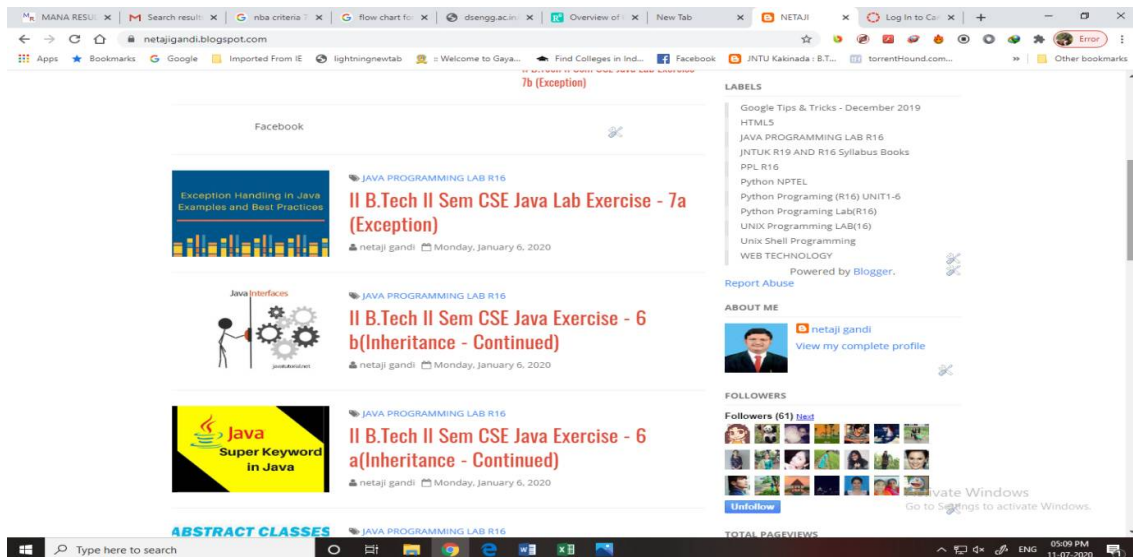 MANA RESUL
Search result
nba criteria 7
flow chart for
dsengg.ac.in
Overview of
New Tab
NETAJI
Log In to Ca
netajigandi.blogspot.com
Error
Apps
Bookmarks
Google
Imported From IE
lightningnewtab
:: Welcome to Gaya...
Find Colleges in Ind...
Facebook
JNTU Kakinada : B.T...
torrentHound.com...
»
Other bookmarks
7b (Exception)
Facebook
Exception Handling in Java
Examples and Best Practices
JAVA PROGRAMMING LAB R16
II B.Tech II Sem CSE Java Lab Exercise - 7a
(Exception)
netaji gandi Monday, January 6, 2020
Java Interfaces
javatutorial.net
JAVA PROGRAMMING LAB R16
II B.Tech II Sem CSE Java Exercise - 6
b(Inheritance - Continued)
netaji gandi Monday, January 6, 2020
Java
Super Keyword
in Java
JAVA PROGRAMMING LAB R16
II B.Tech II Sem CSE Java Exercise - 6
a(Inheritance - Continued)
netaji gandi Monday, January 6, 2020
ABSTRACT CLASSES
JAVA PROGRAMMING LAB R16
LABELS
Google Tips & Tricks - December 2019
HTML5
JAVA PROGRAMMING LAB R16
JNTUK R19 AND R16 Syllabus Books
PPL R16
Python NPTEL
Python Programing (R16) UNIT1-6
Python Programing Lab(R16)
UNIX Programming LAB(16)
Unix Shell Programming
WEB TECHNOLOGY
Powered by Blogger.
Report Abuse
ABOUT ME
netaji gandi
View my complete profile
FOLLOWERS
Followers (61) Next
Unfollow
Activate Windows
Go to Settings to activate Windows.
TOTAL PAGEVIEWS
Type here to search
ENG
05:09 PM
11-07-2020